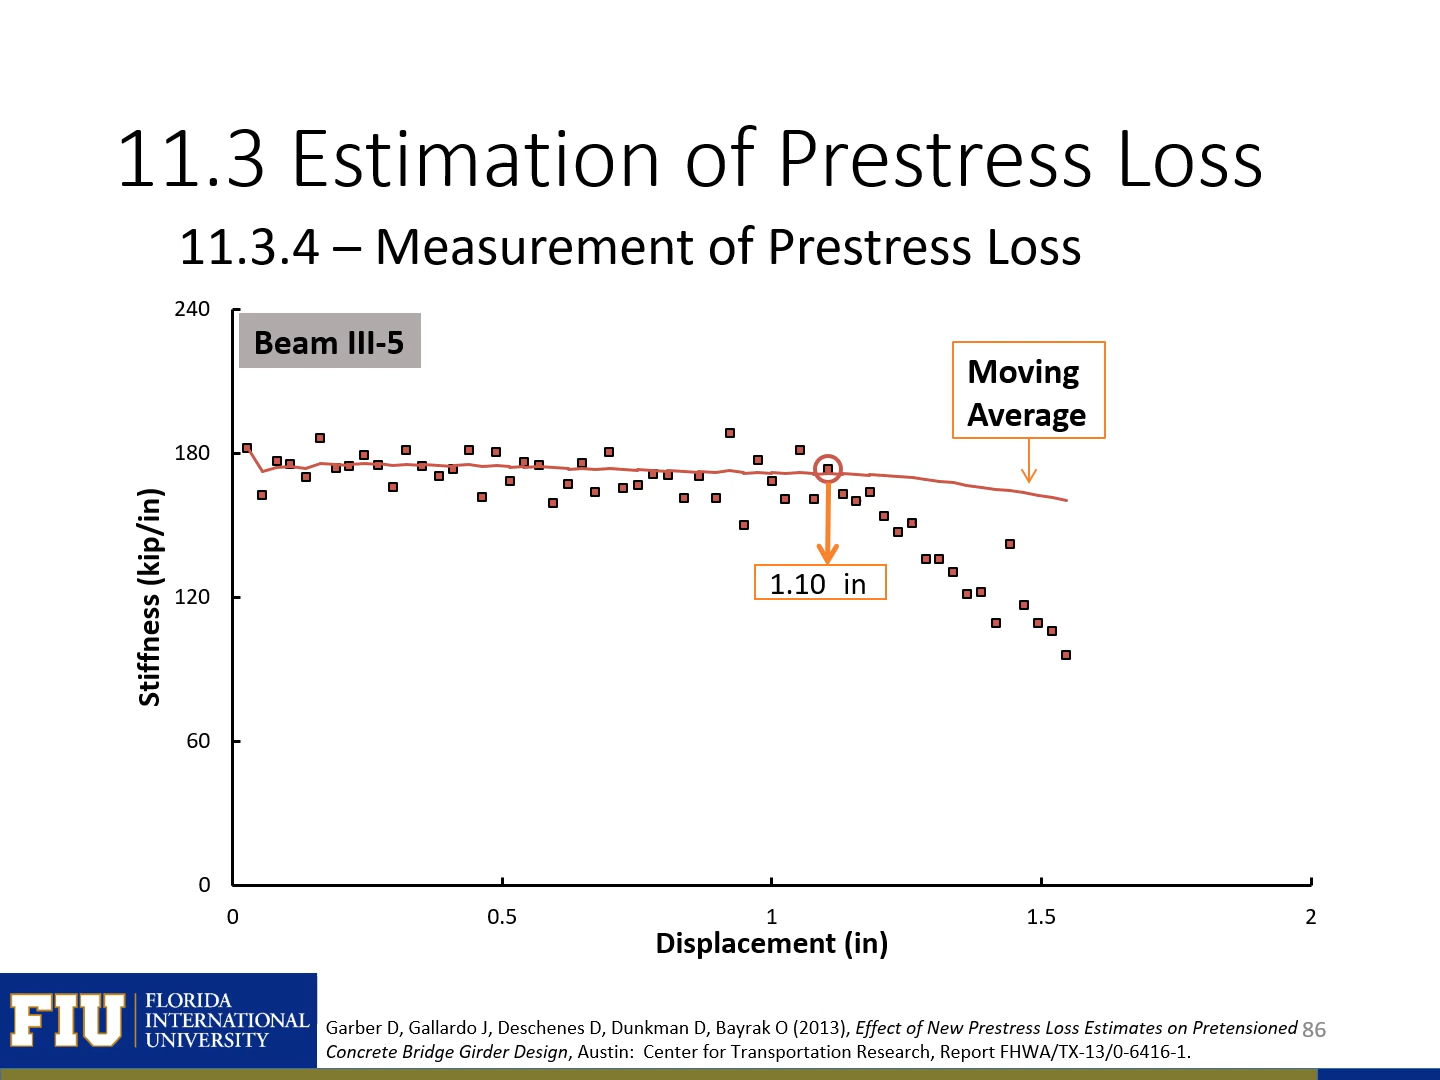 11.3 Estimation of Prestress Loss
11.3.4 – Measurement of Prestress Loss
240
Beam III-5
Moving
Average
180
Stiffness (kip/in)
1.10 in
120
60
0
0 0.5 1 1.5 2
Displacement (in)
FIU FLORIDA
INTERNATIONAL
UNIVERSITY
Garber D, Gallardo J, Deschenes D, Dunkman D, Bayrak O (2013), Effect of New Prestress Loss Estimates on Pretensioned 86
Concrete Bridge Girder Design, Austin: Center for Transportation Research, Report FHWA/TX-13/0-6416-1.